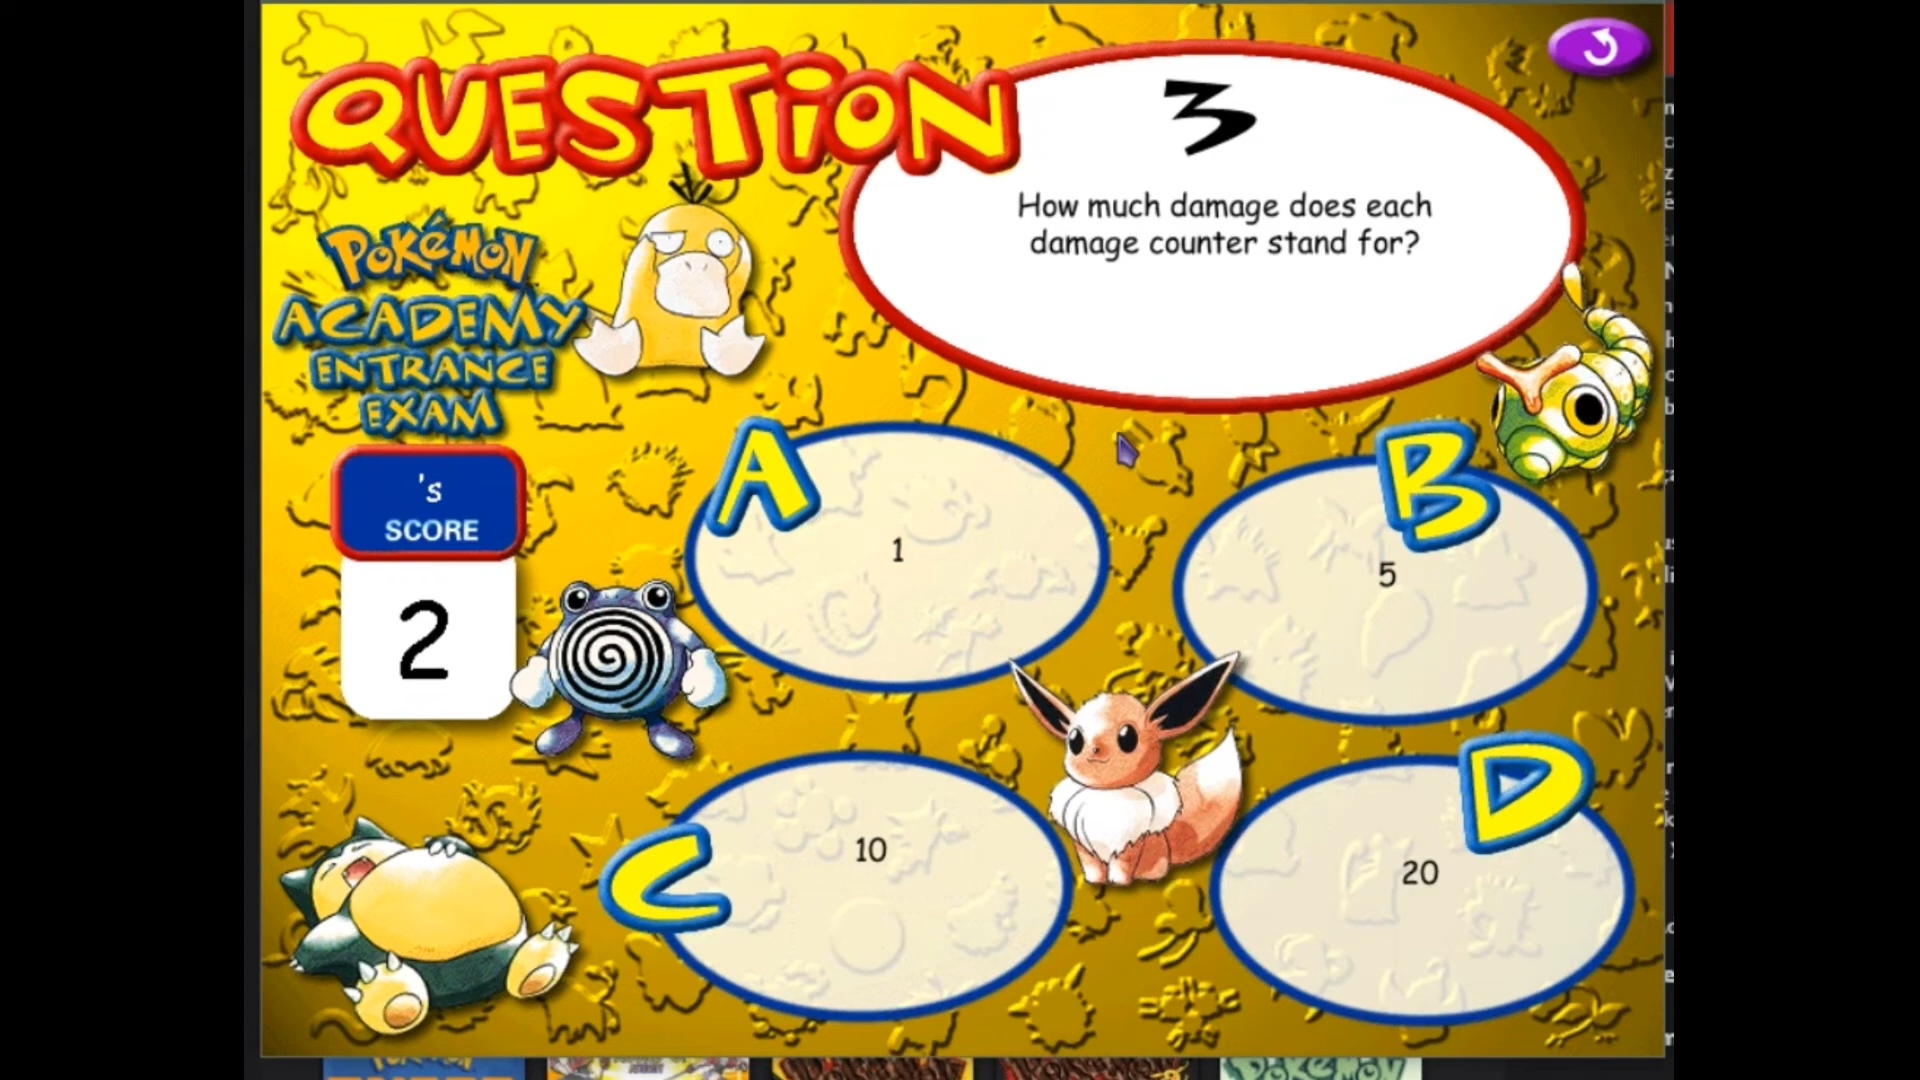 QUESTION
3
How much damage does each
damage counter stand for?
POKéMON
ACADEMY
ENTRANCE
EXAM
's
SCORE
2
A
1
B
5
C
10
D
20
POKéMON